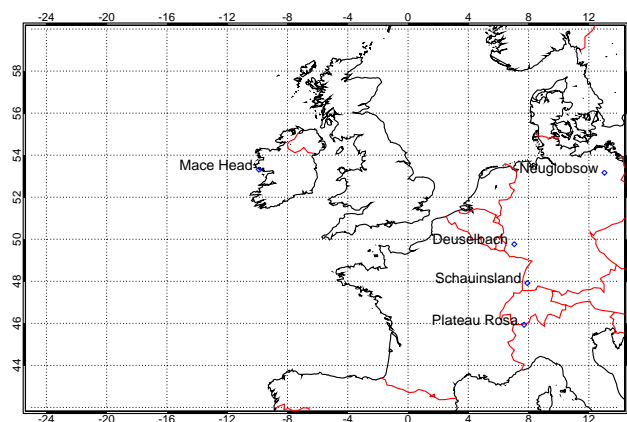 -24 -20 -16 -12 -8 -4 0 4 8 12
58
56
54
52
50
48
46
44
Mace Head
Neuglobsow
Deuselbach
Schauinsland
Plateau Rosa
-24 -20 -16 -12 -8 -4 0 4 8 12